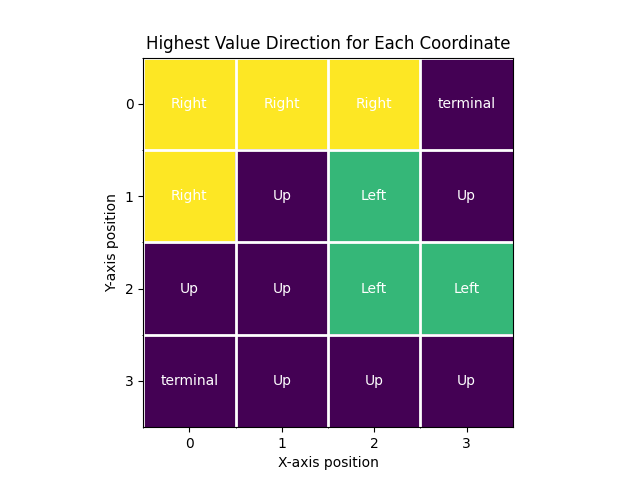 Highest Value Direction for Each Coordinate
0 Right Right Right terminal
1 Right Up Left Up
2 Up Up Left Left
3 terminal Up Up Up
0 1 2 3
X-axis position
Y-axis position